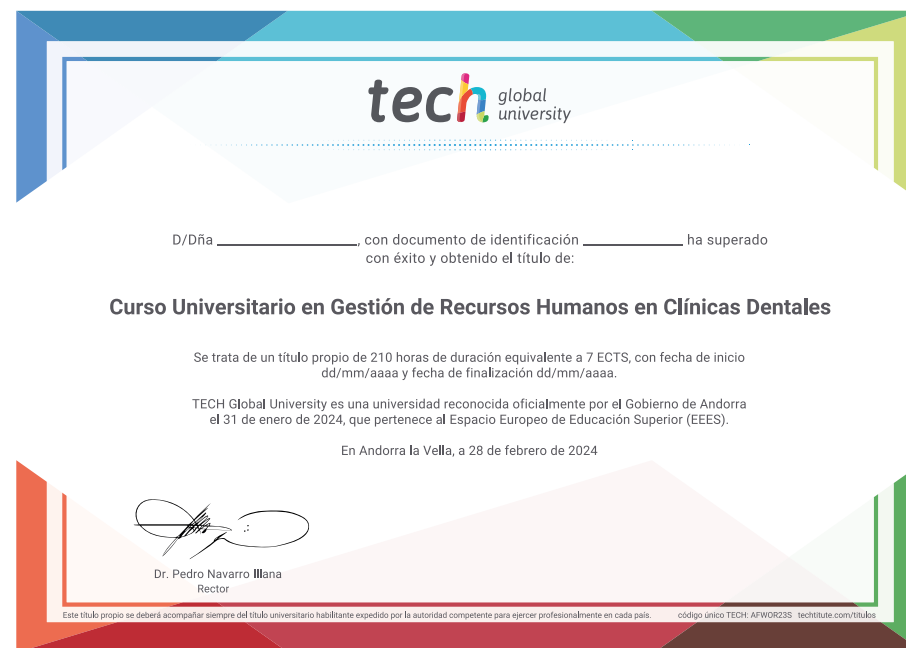 tech global university
D/Dña ____________________, con documento de identificación ______________ ha superado
con éxito y obtenido el título de:
Curso Universitario en Gestión de Recursos Humanos en Clínicas Dentales
Se trata de un título propio de 210 horas de duración equivalente a 7 ECTS, con fecha de inicio
dd/mm/aaaa y fecha de finalización dd/mm/aaaa.
TECH Global University es una universidad reconocida oficialmente por el Gobierno de Andorra
el 31 de enero de 2024, que pertenece al Espacio Europeo de Educación Superior (EEES).
En Andorra la Vella, a 28 de febrero de 2024
Dr. Pedro Navarro Illana
Rector
Este título propio se deberá acompañar siempre del título universitario habilitante expedido por la autoridad competente para ejercer profesionalmente en cada país. código único TECH: AFWOR23S techtitute.com/titulos